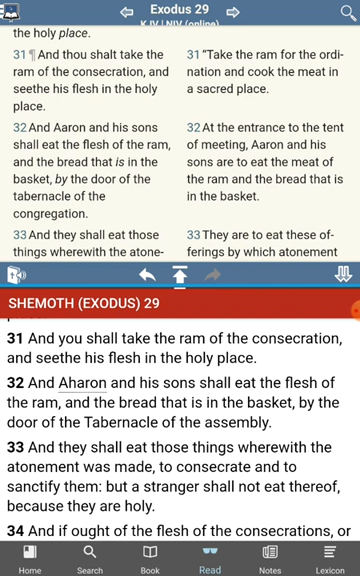 Exodus 29
KJV | NIV (online)
the holy place.
31 ¶ And thou shalt take the
ram of the consecration, and
seethe his flesh in the holy
place.
32 And Aaron and his sons
shall eat the flesh of the ram,
and the bread that is in the
basket, by the door of the
tabernacle of the
congregation.
33 And they shall eat those
things wherewith the atone-
31 “Take the ram for the ordi-
nation and cook the meat in
a sacred place.
32 At the entrance to the tent
of meeting, Aaron and his
sons are to eat the meat of
the ram and the bread that is
in the basket.
33 They are to eat these of-
ferings by which atonement
SHEMOTH (EXODUS) 29
31 And you shall take the ram of the consecration,
and seethe his flesh in the holy place.
32 And Aharon and his sons shall eat the flesh of
the ram, and the bread that is in the basket, by the
door of the Tabernacle of the assembly.
33 And they shall eat those things wherewith the
atonement was made, to consecrate and to
sanctify them: but a stranger shall not eat thereof,
because they are holy.
34 And if ought of the flesh of the consecrations, or
Home Search Book Read Notes Lexicon